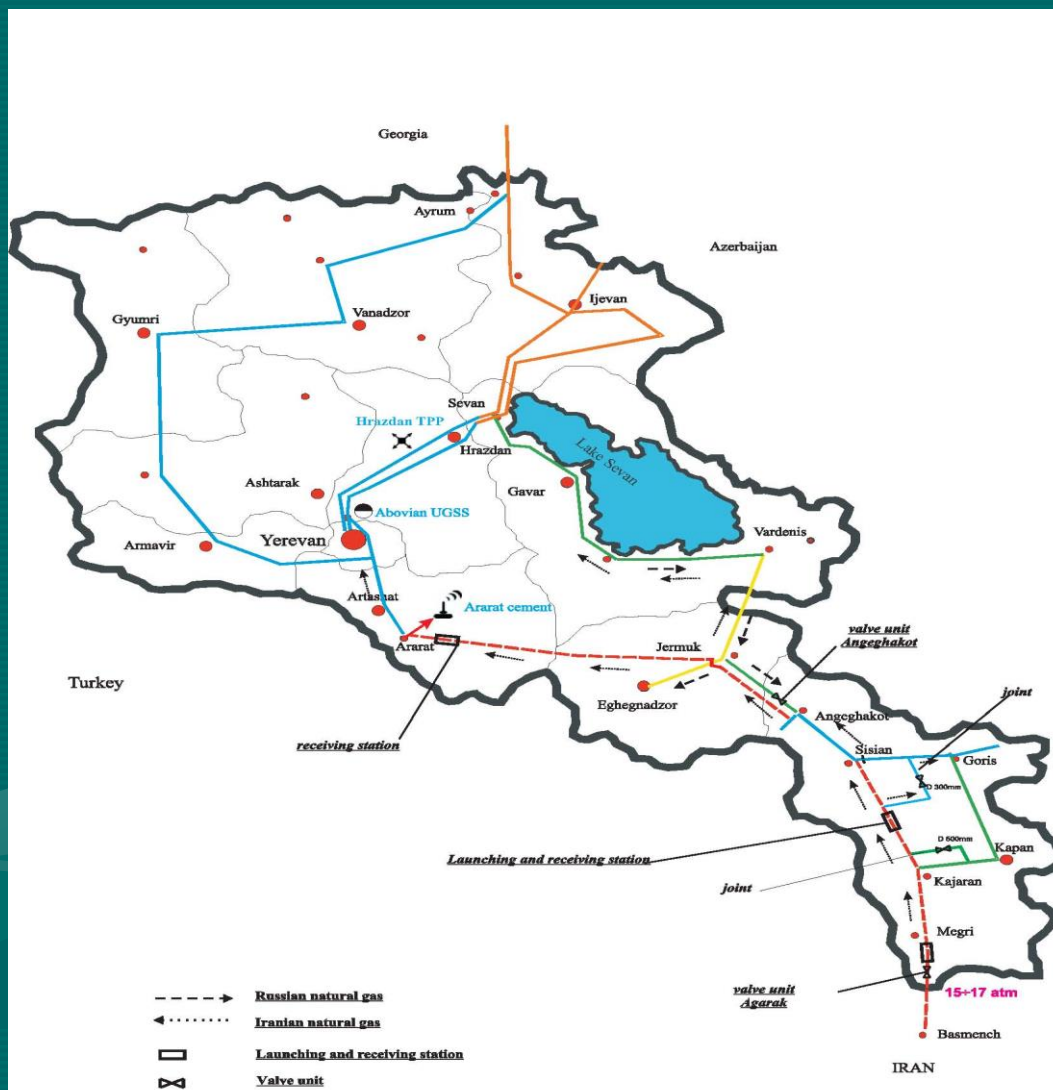 Georgia
Ayrum
Azerbaijan
Ijevan
Gyumri
Vanadzor
Sevan
Hrazdan TPP
Hrazdan
Lake Sevan
Ashtarak
Gavar
Abovian UGSS
Vardenis
Armavir
Yerevan
Artashat
Ararat cement
valve unit
Angeghakot
Ararat
Jermuk
Turkey
Eghegnadzor
Angeghakot
joint
receiving station
Sisian
Goris
D 300mm
D 500mm
Launching and receiving station
Kapan
joint
Kajaran
Megri
valve unit
Agarak
15÷17 atm
Russian natural gas
Iranian natural gas
Basmench
Launching and receiving station
IRAN
Valve unit